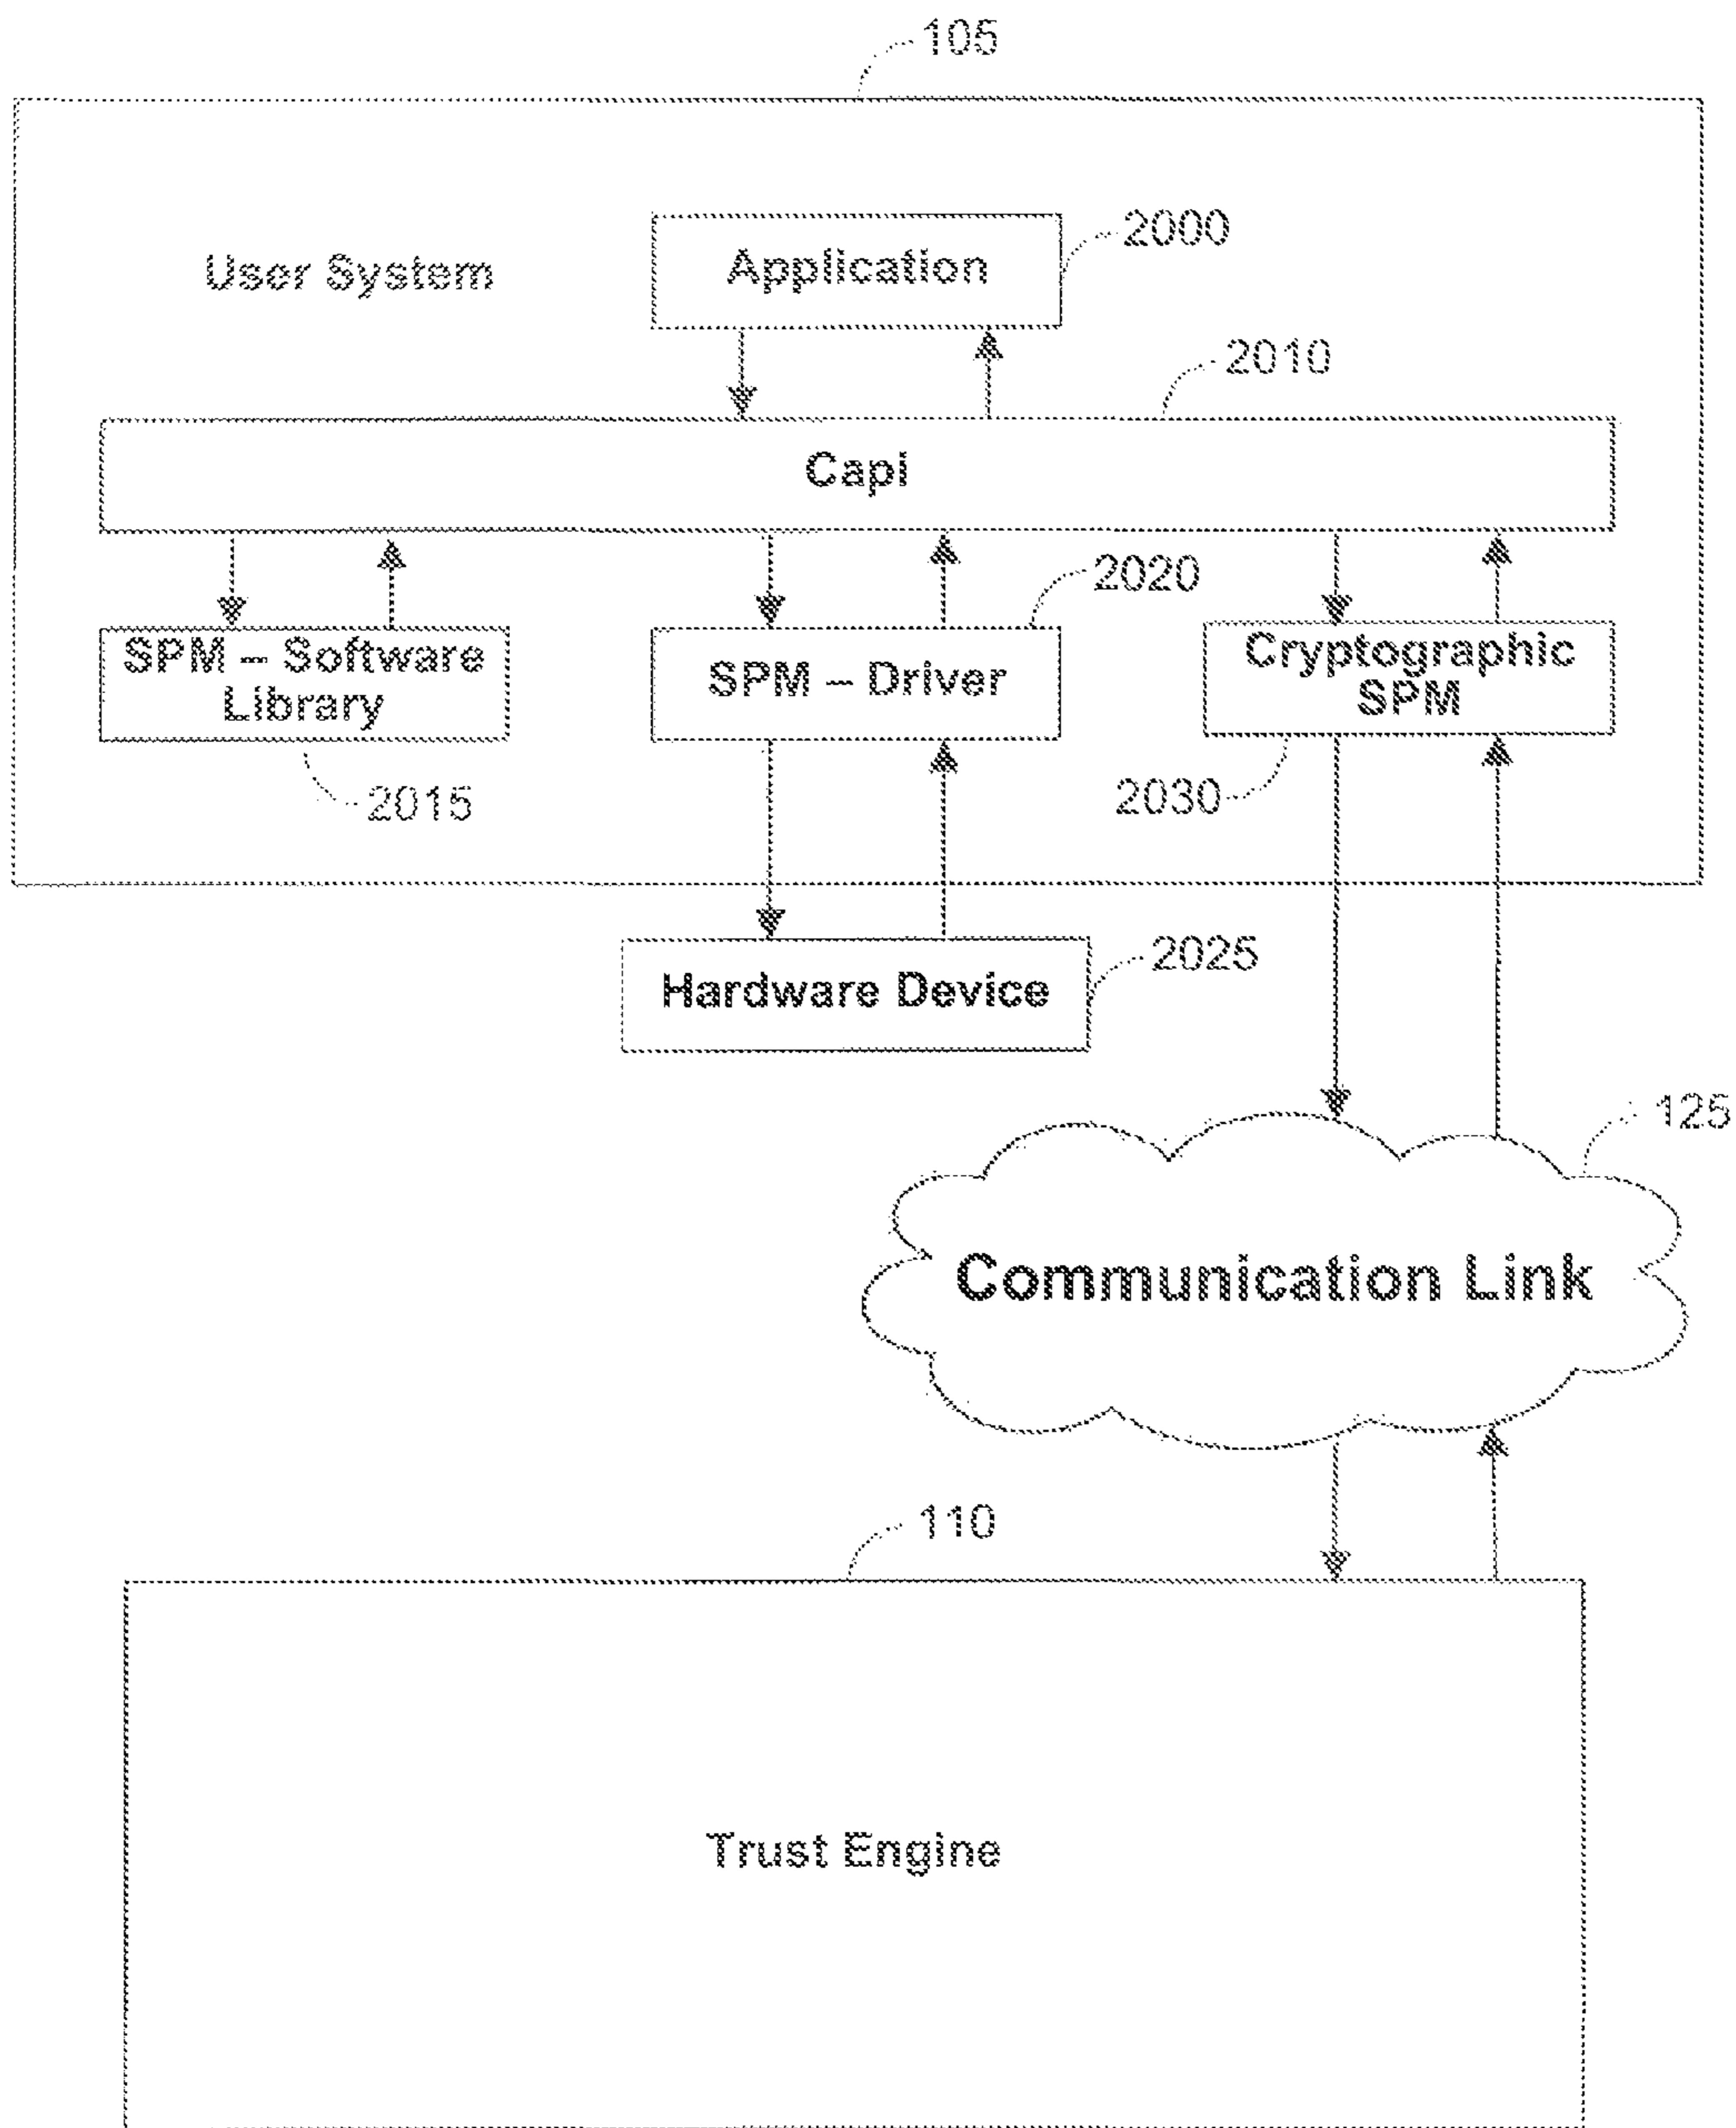 105
User System
Application
2000
2010
Capi
2020
SPM – Software
Library
SPM – Driver
Cryptographic
SPM
2015
2030
Hardware Device
2025
125
Communication Link
110
Trust Engine